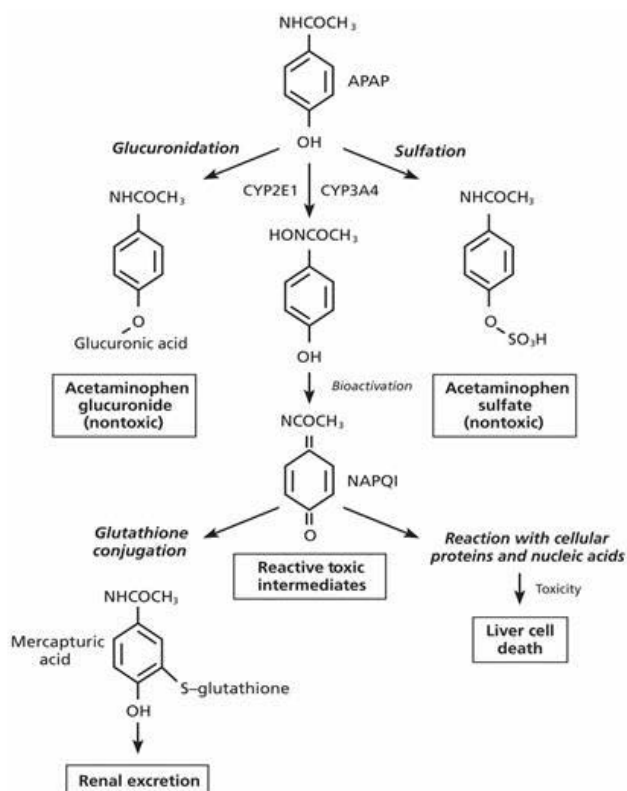 NHCOCH₃
APAP
OH
Glucuronidation
Sulfation
CYP2E1
CYP3A4
NHCOCH₃
HONCOCH₃
NHCOCH₃
O
Glucuronic acid
OH
O
SO₃H
Acetaminophen
glucuronide
(nontoxic)
Bioactivation
Acetaminophen
sulfate
(nontoxic)
NCOCH₃
NAPQI
O
Glutathione
conjugation
Reactive toxic
intermediates
Reaction with cellular
proteins and nucleic acids
Toxicity
Liver cell
death
NHCOCH₃
Mercapturic
acid
S–glutathione
OH
Renal excretion